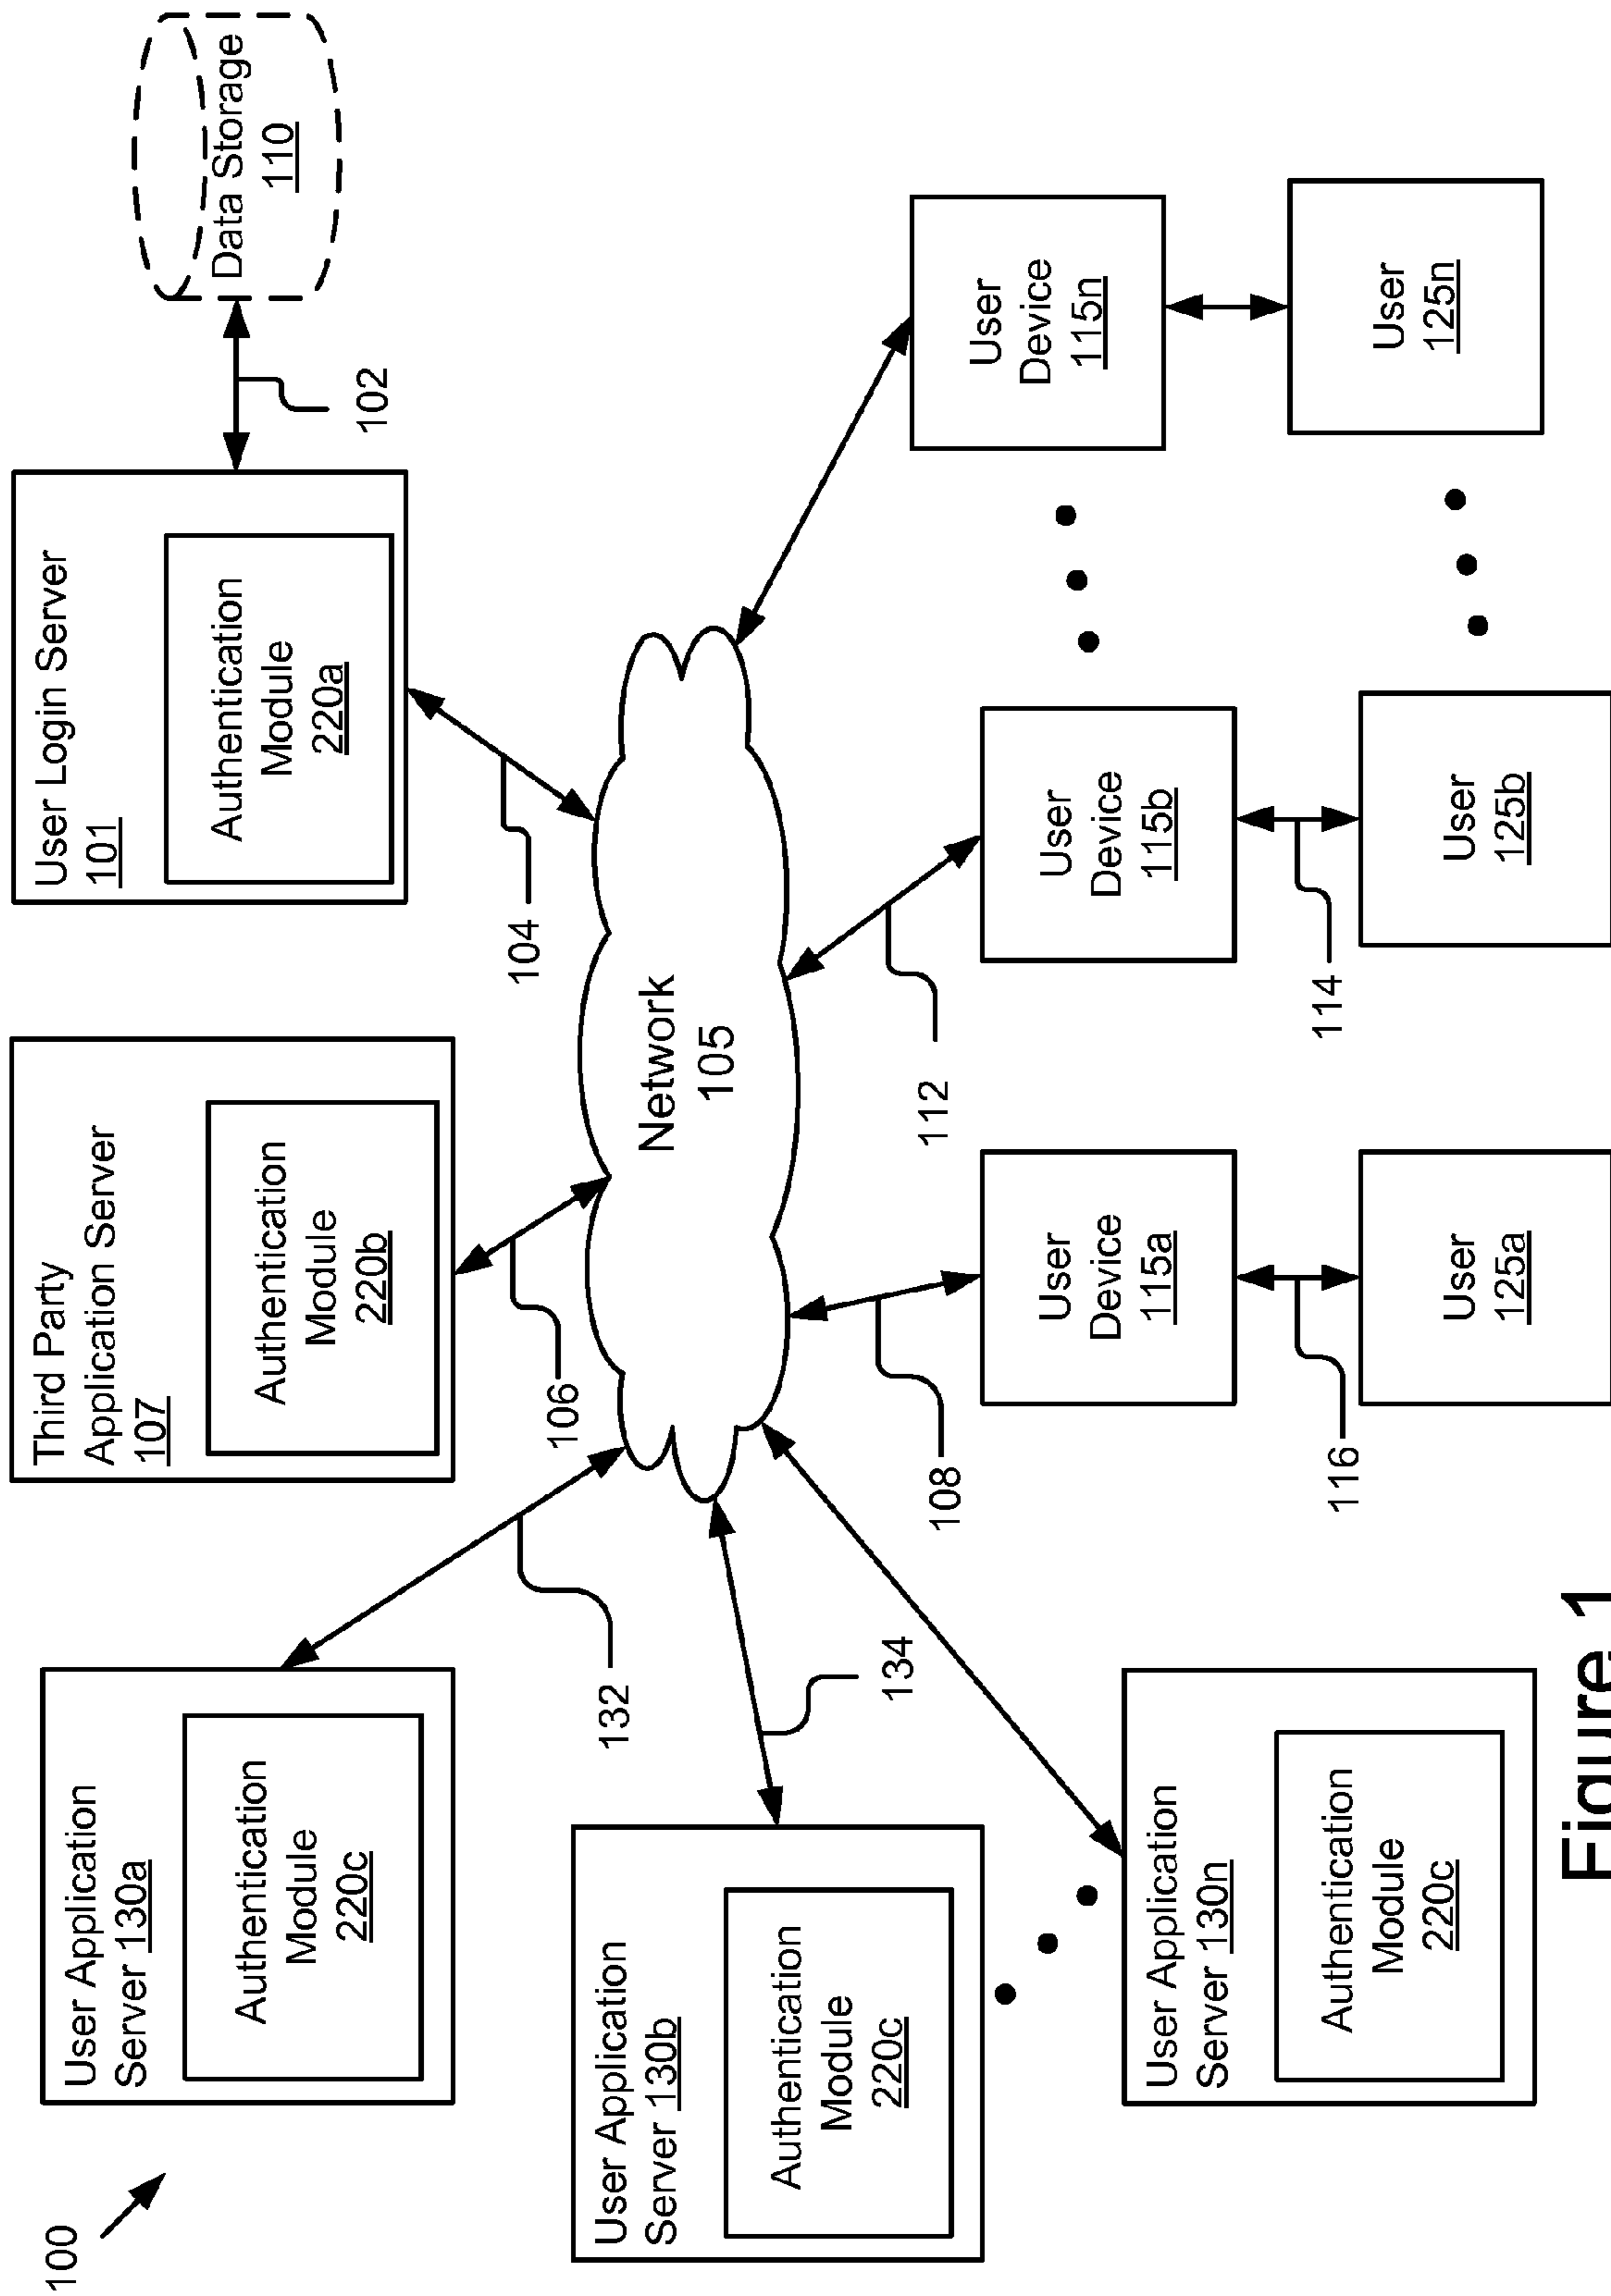 100
User Application
Server 130a
Authentication
Module
220c
Third Party
Application Server
107
Authentication
Module
220b
User Login Server
101
Authentication
Module
220a
Data Storage
110
102
104
106
132
Network
105
User Application
Server 130b
Authentication
Module
220c
134
108
112
User
Device
115a
User
Device
115b
User
Device
115n
116
114
User Application
Server 130n
Authentication
Module
220c
User
125a
User
125b
User
125n
Figure 1